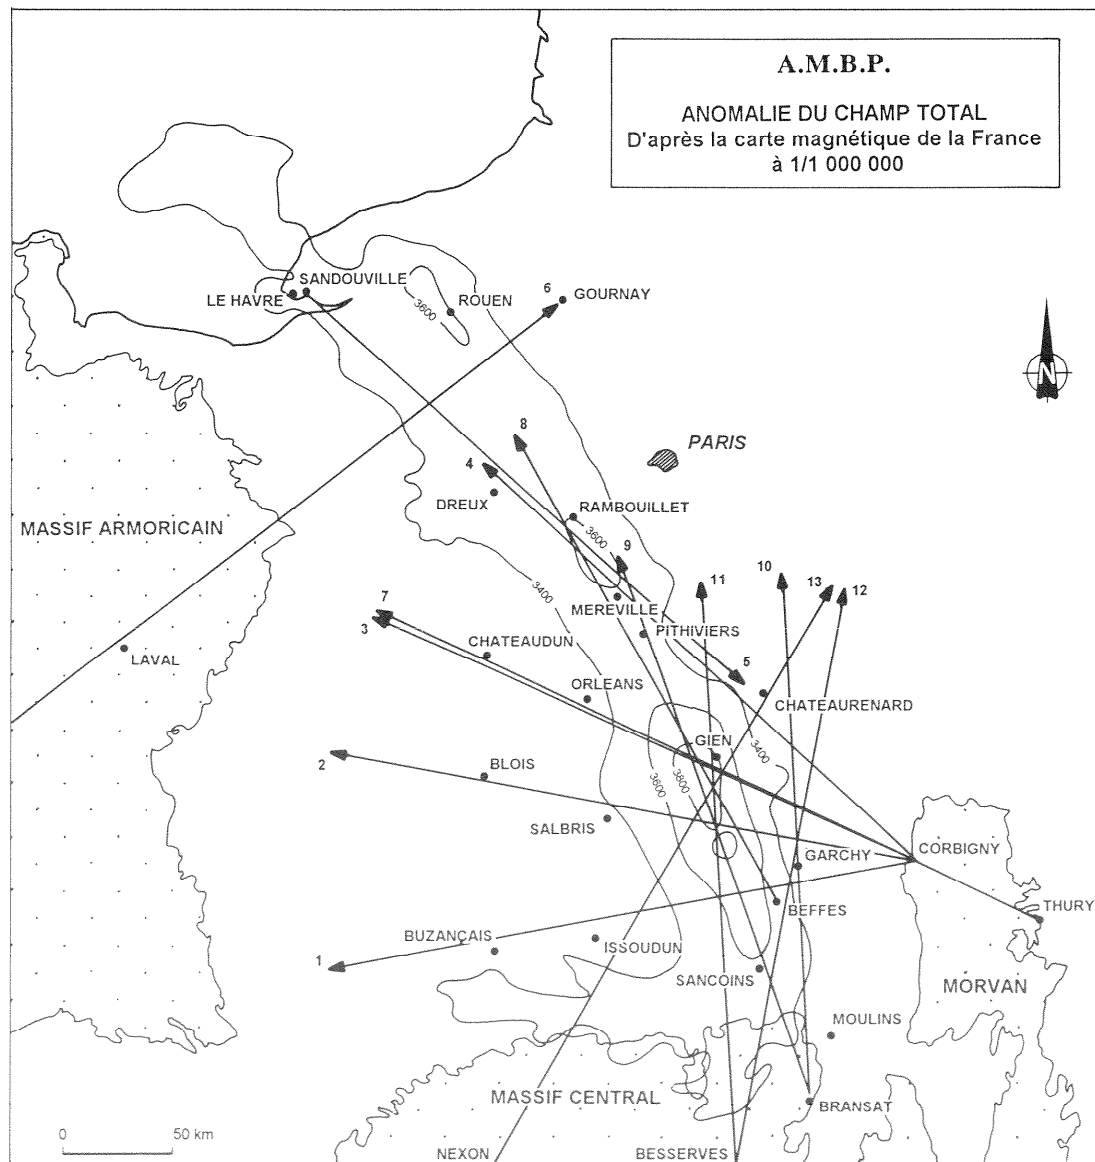 A.M.B.P.
ANOMALIE DU CHAMP TOTAL
D'après la carte magnétique de la France
à 1/1 000 000
SANDOUVILLE
LE HAVRE
ROUEN
3600
6
GOURNAY
N
8
PARIS
4
DREUX
RAMBOUILLET
3600
MASSIF ARMORICAIN
9
11
10
13
12
3400
MEREVILLE
7
3
PITHIVIERS
CHATEAUDUN
LAVAL
5
ORLEANS
CHATEAURENARD
GIEN
3400
2
BLOIS
3600
3800
SALBRIS
GARCHY
CORBIGNY
BEFFES
THURY
BUZANÇAIS
ISSOUDUN
1
SANCOINS
MORVAN
MOULINS
MASSIF CENTRAL
BRANSAT
0
50 km
NEXON
BESSERVES